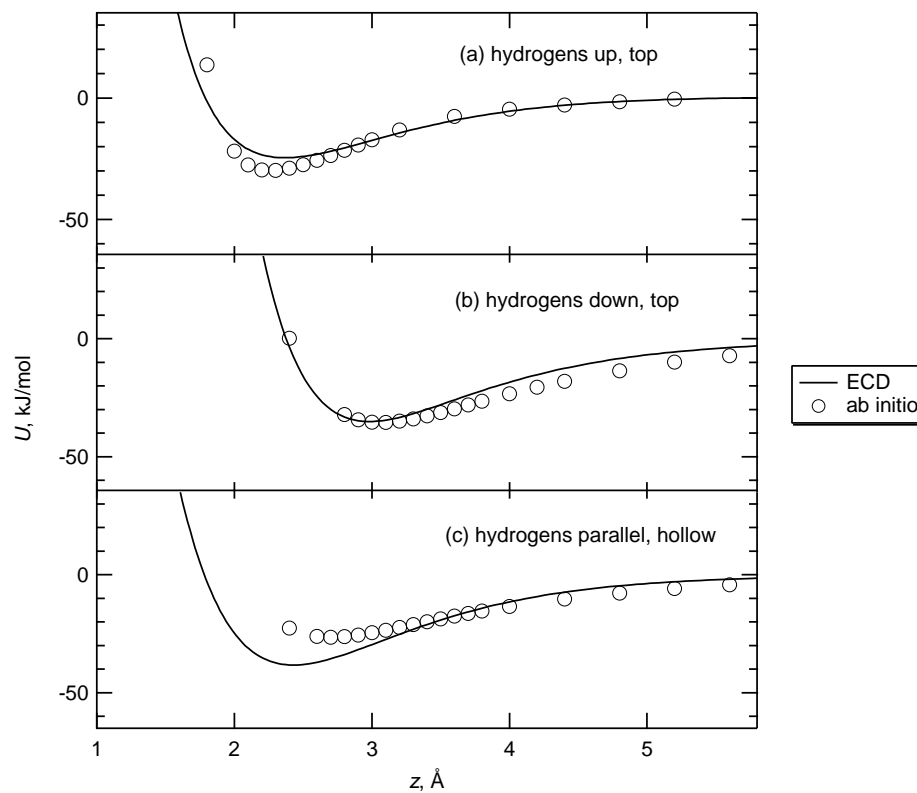 (a) hydrogens up, top
0
-50
(b) hydrogens down, top
0
-50
U, kJ/mol
ECD
ab initio
(c) hydrogens parallel, hollow
0
-50
1 2 3 4 5
z, Å